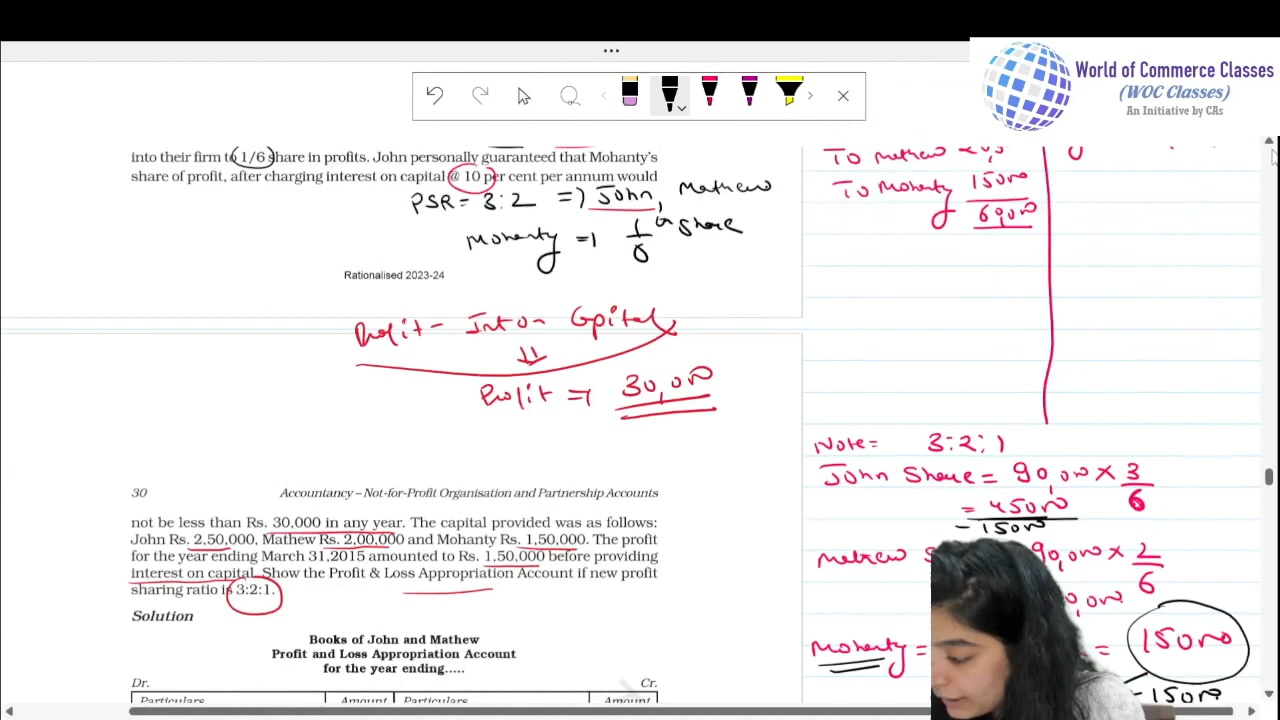 World of Commerce Classes
(WOC Classes)
An Initiative by CAs
into their firm to 1/6 share in profits. John personally guaranteed that Mohanty's
share of profit, after charging interest on capital @ 10 per cent per annum would
PSR = 3:2 => John, Mathew
Mohanty => 1/6 th Share
Rationalised 2023-24
Profit - Int on Capital
Profit => 30,000
30
Accountancy – Not-for-Profit Organisation and Partnership Accounts
not be less than Rs. 30,000 in any year. The capital provided was as follows:
John Rs. 2,50,000, Mathew Rs. 2,00,000 and Mohanty Rs. 1,50,000. The profit
for the year ending March 31,2015 amounted to Rs. 1,50,000 before providing
interest on capital. Show the Profit & Loss Appropriation Account if new profit
sharing ratio is 3:2:1.
Solution
Books of John and Mathew
Profit and Loss Appropriation Account
for the year ending.....
Dr. Cr.
Particulars Amount Particulars Amount
To Mathew
To Mohanty 15000
60,000
Note = 3:2:1
John Share = 90,000 × 3/6
= 45000
- 15000
Mathew 90,000 × 2/6
Mohanty = = 15000
- 15000